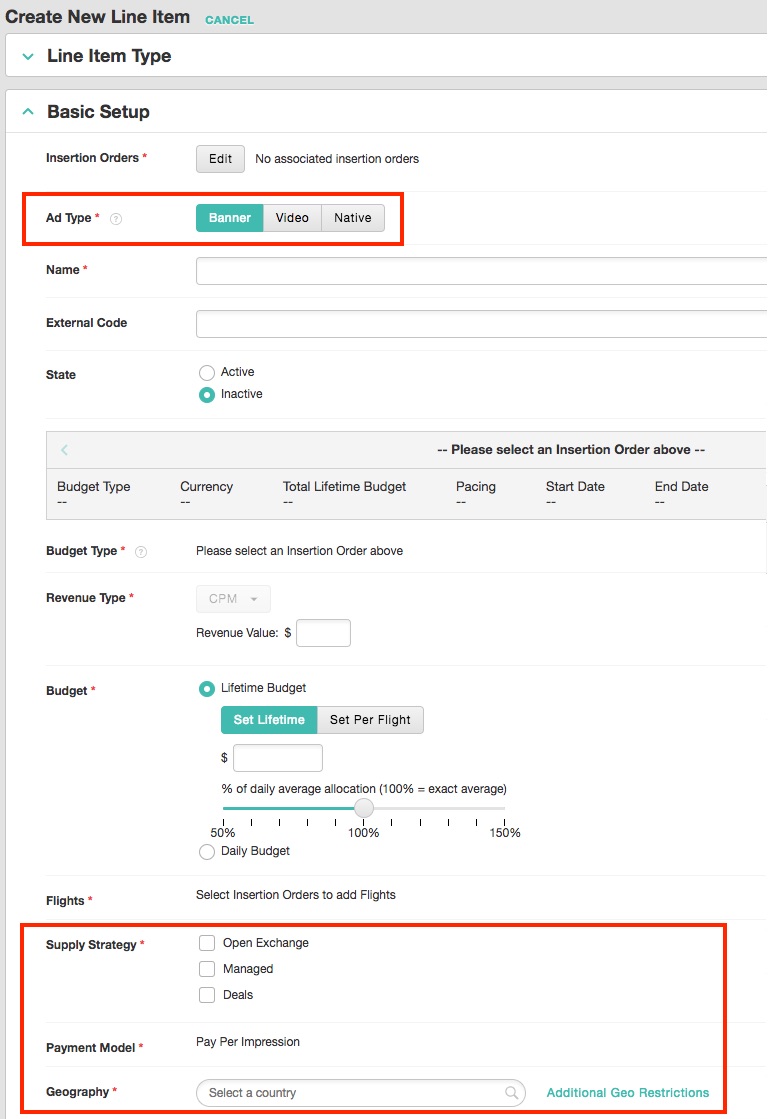 Create New Line Item CANCEL
Line Item Type
Basic Setup
Insertion Orders * Edit No associated insertion orders
Ad Type * ? Banner Video Native
Name *
External Code
State
Active
Inactive
-- Please select an Insertion Order above --
Budget Type Currency Total Lifetime Budget Pacing Start Date End Date
-- -- -- -- -- --
Budget Type * ? Please select an Insertion Order above
Revenue Type * CPM
Revenue Value: $
Budget * Lifetime Budget
Set Lifetime Set Per Flight
$
% of daily average allocation (100% = exact average)
50% 100% 150%
Daily Budget
Flights * Select Insertion Orders to add Flights
Supply Strategy * Open Exchange
Managed
Deals
Payment Model * Pay Per Impression
Geography * Select a country Additional Geo Restrictions